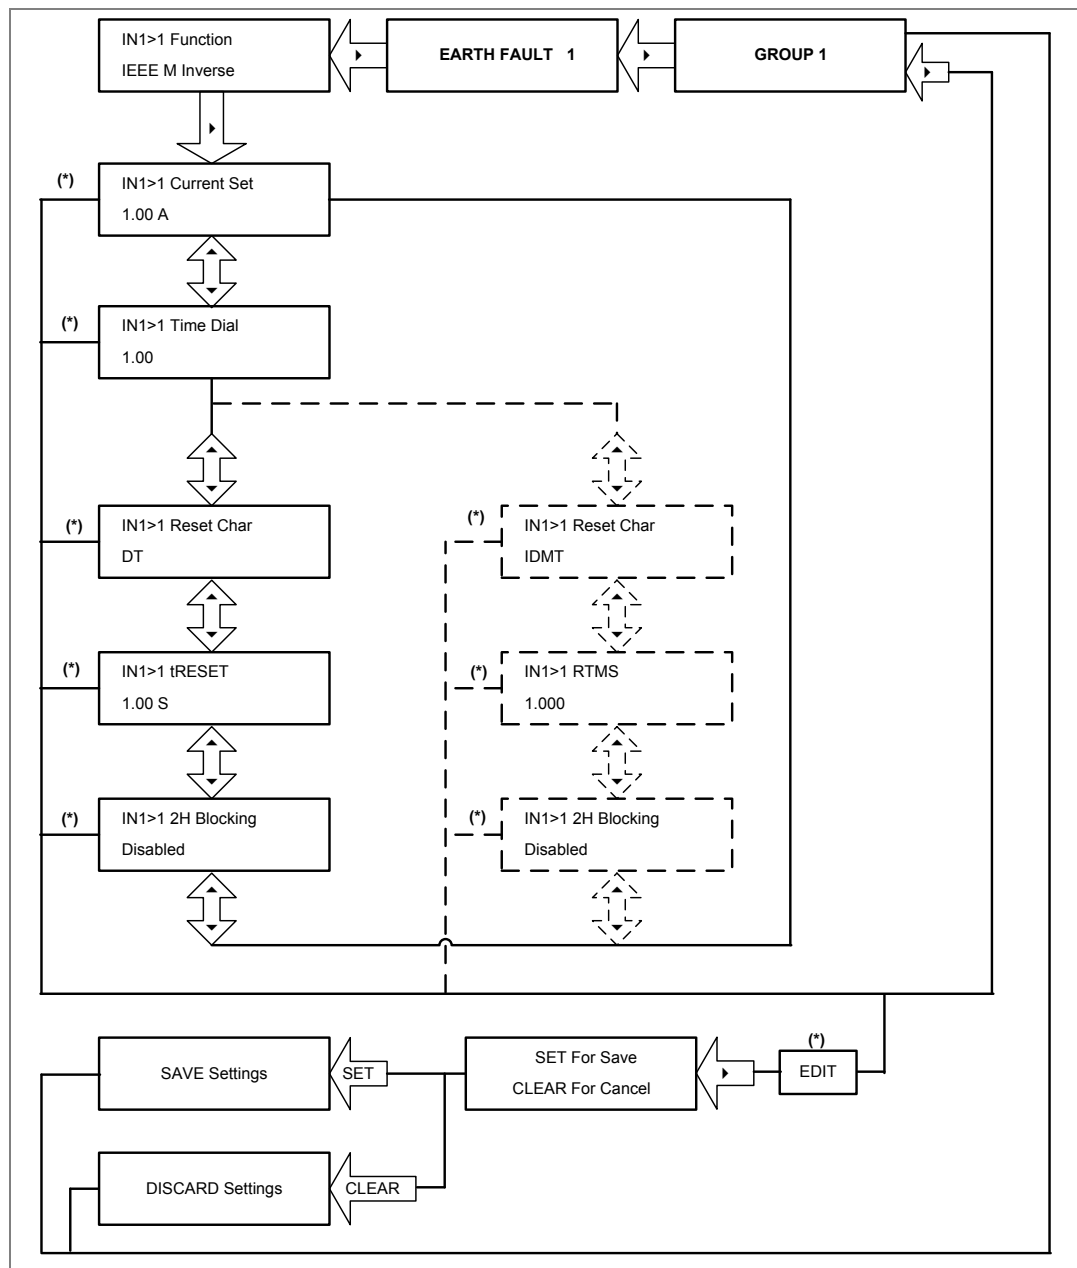 IN1>1 Function
IEEE M Inverse
EARTH FAULT 1
GROUP 1
(*)
IN1>1 Current Set
1.00 A
(*)
IN1>1 Time Dial
1.00
(*)
IN1>1 Reset Char
DT
(*)
IN1>1 Reset Char
IDMT
(*)
IN1>1 tRESET
1.00 S
(*)
IN1>1 RTMS
1.000
(*)
IN1>1 2H Blocking
Disabled
(*)
IN1>1 2H Blocking
Disabled
SAVE Settings
SET
SET For Save
CLEAR For Cancel
(*)
EDIT
DISCARD Settings
CLEAR